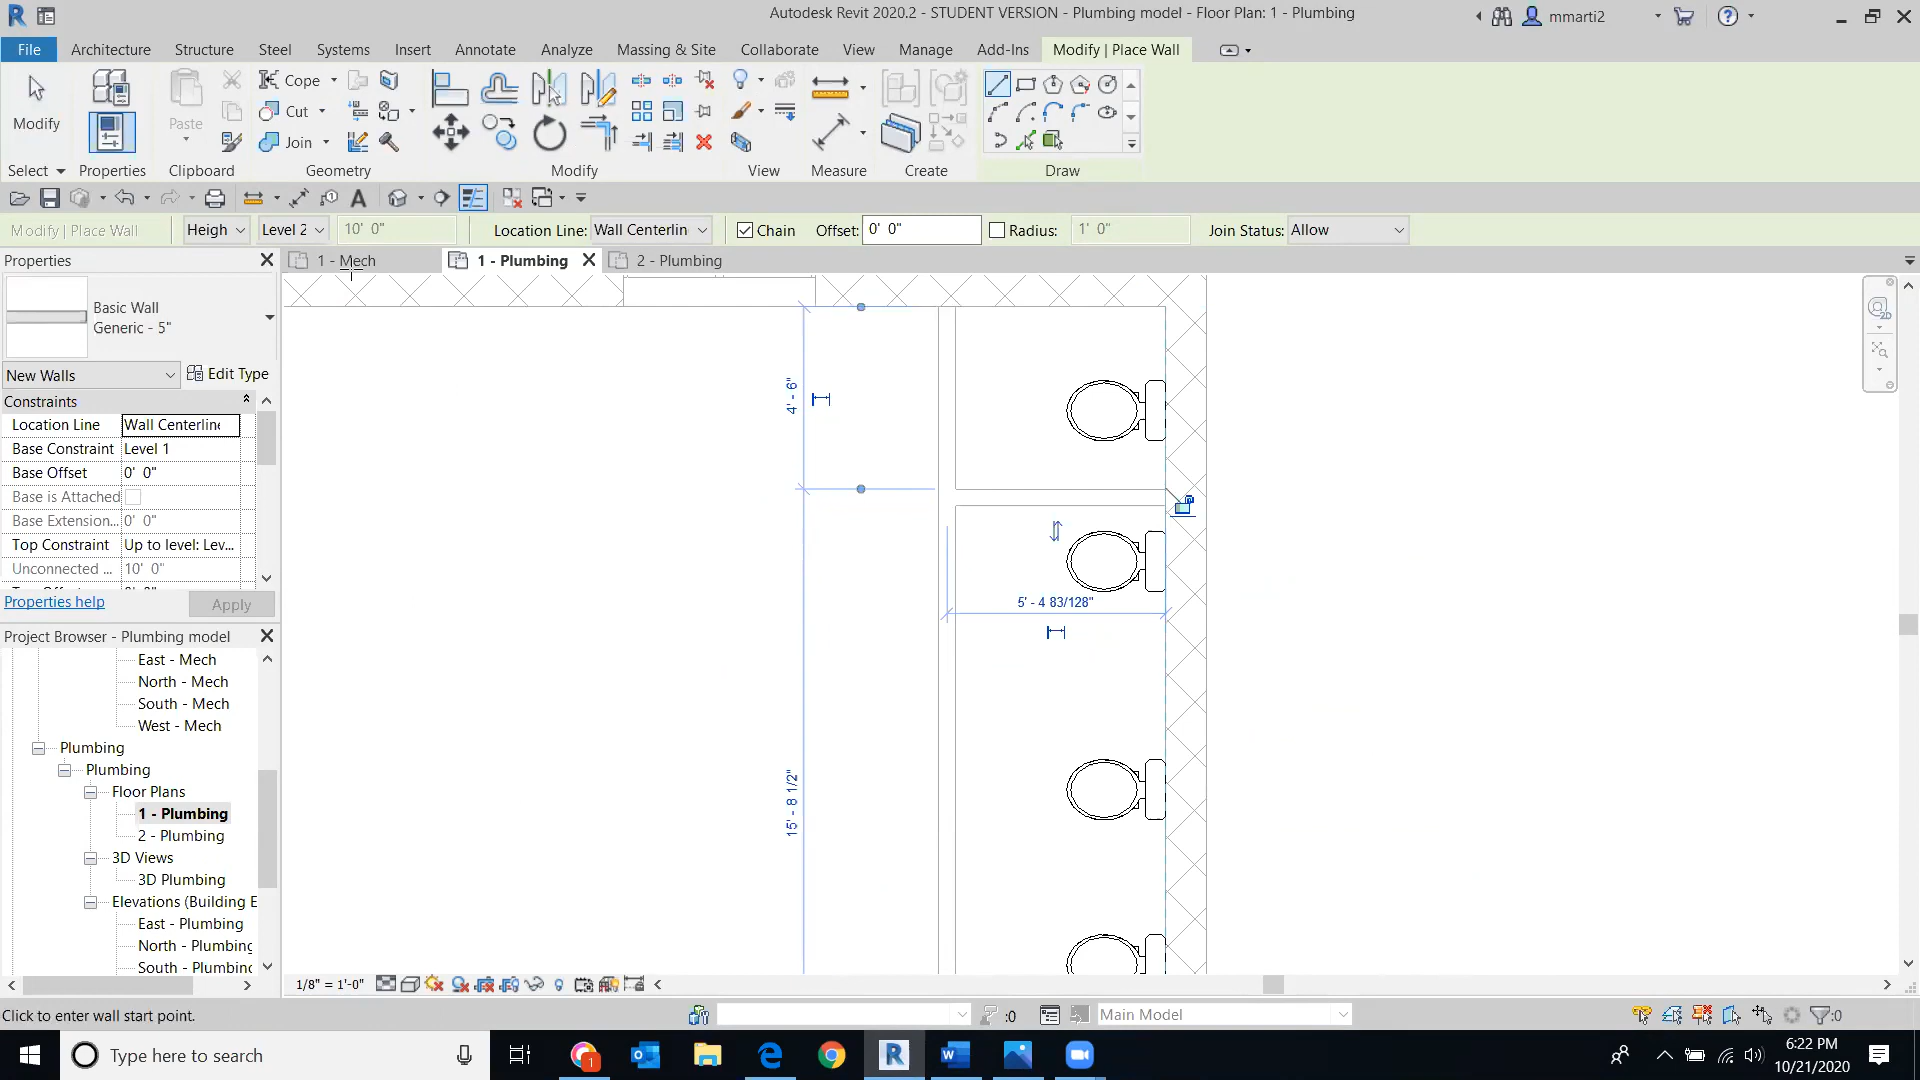 Autodesk Revit 2020.2 - STUDENT VERSION - Plumbing model - Floor Plan: 1 - Plumbing
mmarti2
File Architecture Structure Steel Systems Insert Annotate Analyze Massing & Site Collaborate View Manage Add-Ins Modify | Place Wall
Cope
Cut
Join
Modify
Paste
Select Properties Clipboard Geometry Modify View Measure Create Draw
Modify | Place Wall Heigh Level 2 10' 0" Location Line: Wall Centerlin Chain Offset: 0' 0" Radius: 1' 0" Join Status: Allow
Properties
1 - Mech 1 - Plumbing 2 - Plumbing
Basic Wall
Generic - 5"
New Walls Edit Type
Constraints
Location Line Wall Centerline
Base Constraint Level 1
Base Offset 0' 0"
Base is Attached
Base Extension... 0' 0"
Top Constraint Up to level: Lev...
Unconnected ... 10' 0"
Properties help Apply
4' - 6"
5' - 4 83/128"
15' - 8 1/2"
2D
Project Browser - Plumbing model
East - Mech
North - Mech
South - Mech
West - Mech
Plumbing
Plumbing
Floor Plans
1 - Plumbing
2 - Plumbing
3D Views
3D Plumbing
Elevations (Building E
East - Plumbing
North - Plumbing
South - Plumbing
1/8" = 1'-0"
Click to enter wall start point.
:0
Main Model
:0
Type here to search
1
6:22 PM
10/21/2020